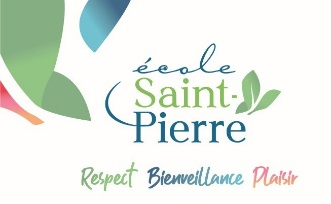 école
Saint-
Pierre
Respect Bienveillance Plaisir